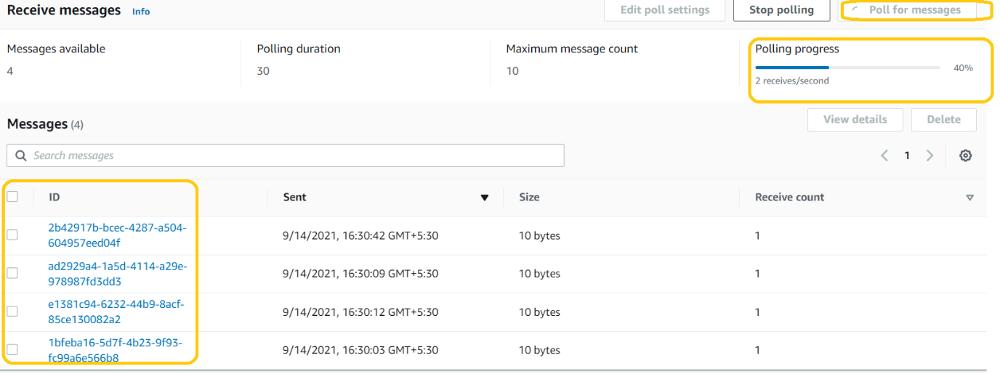 Receive messages Info Edit poll settings Stop polling Poll for messages
Messages available Polling duration Maximum message count Polling progress
4 30 10 40%
2 receives/second
Messages (4) View details Delete
Search messages 1
ID Sent Size Receive count
2b42917b-bcec-4287-a504-
604957eed04f 9/14/2021, 16:30:42 GMT+5:30 10 bytes 1
ad2929a4-1a5d-4114-a29e-
978987fd3dd3 9/14/2021, 16:30:09 GMT+5:30 10 bytes 1
e1381c94-6232-44b9-8acf-
85ce130082a2 9/14/2021, 16:30:12 GMT+5:30 10 bytes 1
1bfeba16-5d7f-4b23-9f93-
fc99a6e566b8 9/14/2021, 16:30:03 GMT+5:30 10 bytes 1